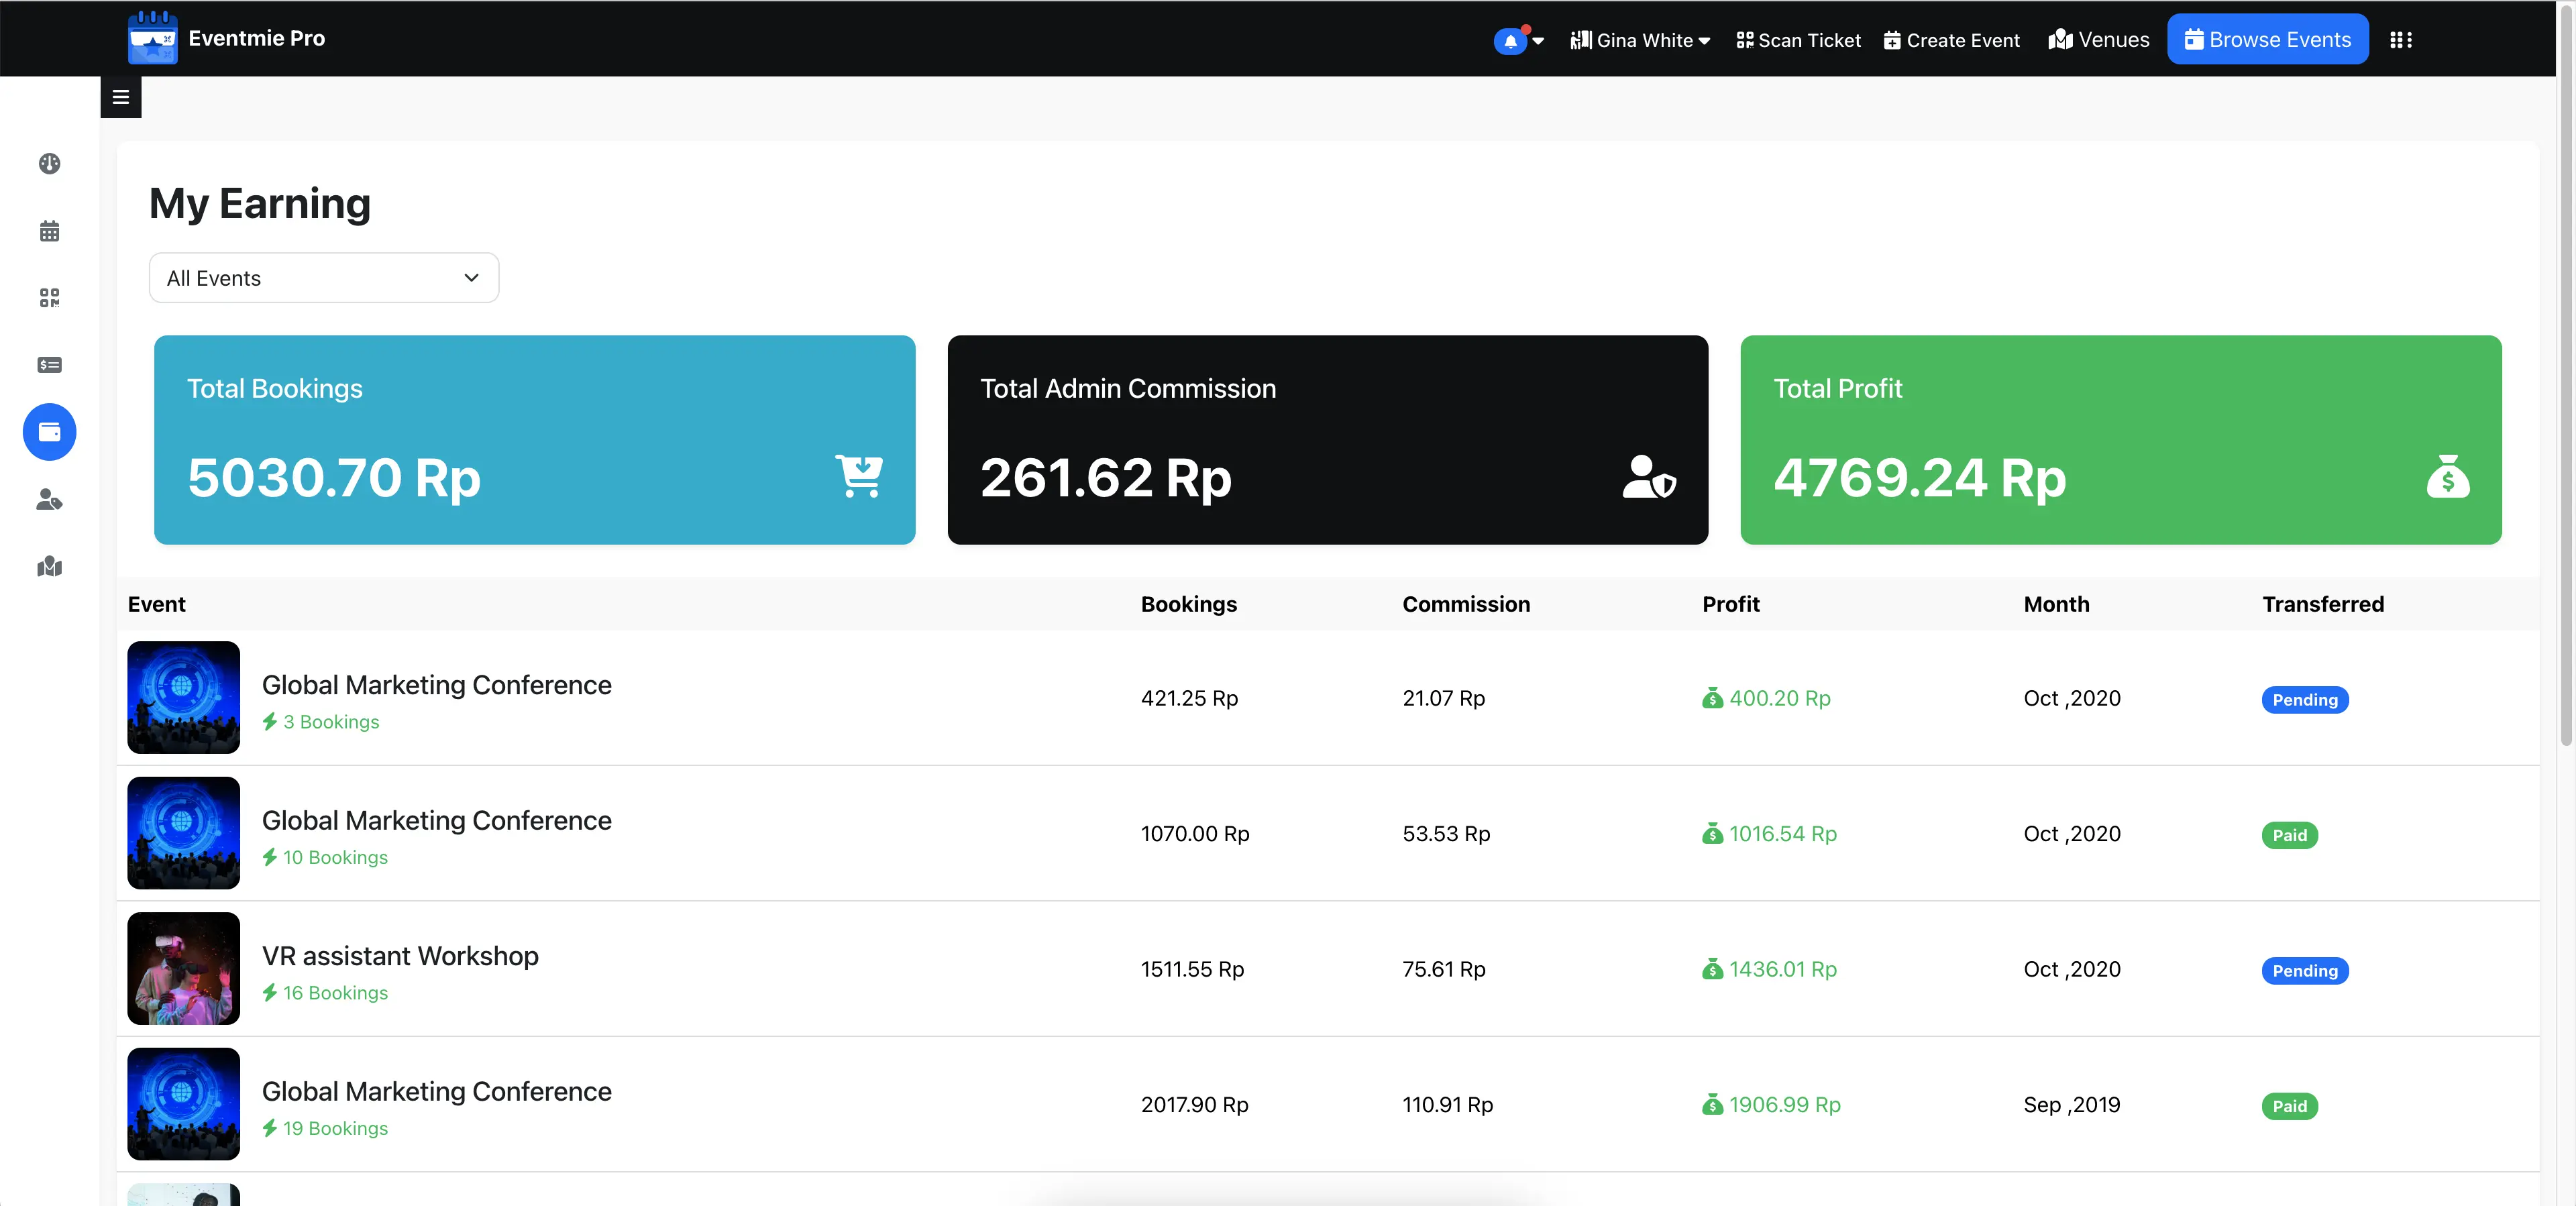 Eventmie Pro
Gina White
Scan Ticket
Create Event
Venues
Browse Events
My Earning
All Events
Total Bookings
5030.70 Rp
Total Admin Commission
261.62 Rp
Total Profit
4769.24 Rp
Event Bookings Commission Profit Month Transferred
Global Marketing Conference
3 Bookings
421.25 Rp 21.07 Rp 400.20 Rp Oct ,2020 Pending
Global Marketing Conference
10 Bookings
1070.00 Rp 53.53 Rp 1016.54 Rp Oct ,2020 Paid
VR assistant Workshop
16 Bookings
1511.55 Rp 75.61 Rp 1436.01 Rp Oct ,2020 Pending
Global Marketing Conference
19 Bookings
2017.90 Rp 110.91 Rp 1906.99 Rp Sep ,2019 Paid